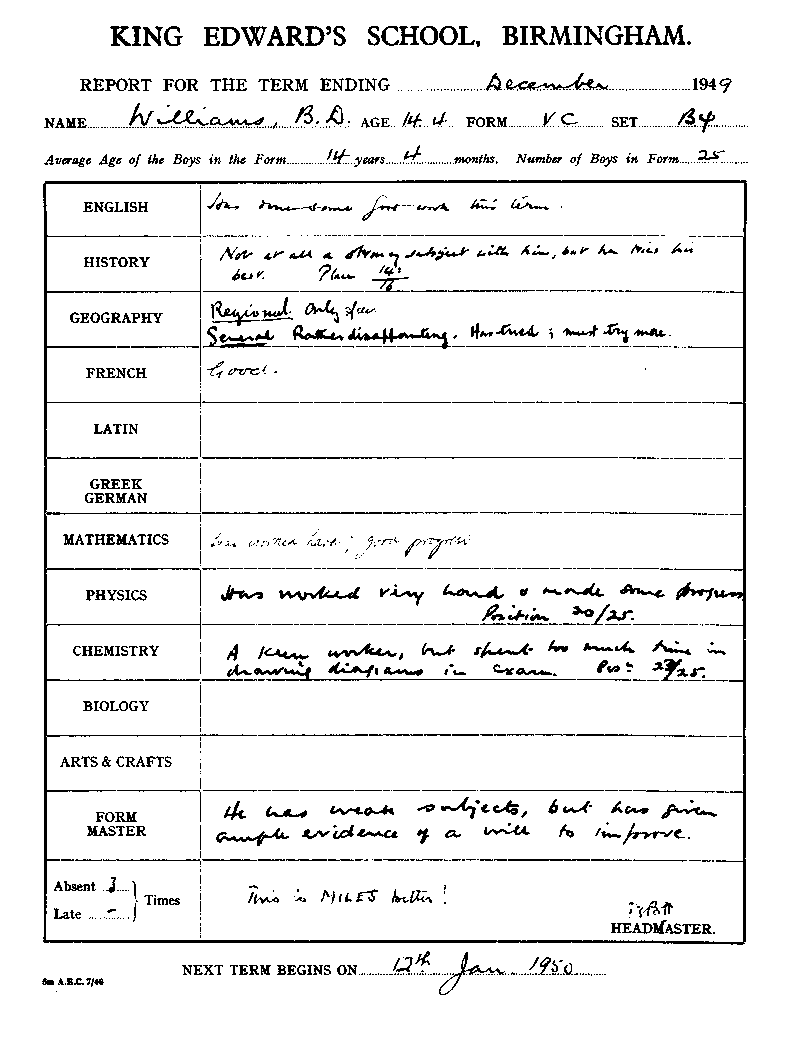 KING EDWARD'S SCHOOL, BIRMINGHAM.
REPORT FOR THE TERM ENDING December 1949
NAME Williams, B.D. AGE 14 4 FORM VC SET B4
Average Age of the Boys in the Form 14 years 4 months. Number of Boys in Form 25
ENGLISH Has done some good work this term.
HISTORY Not at all a strong subject with him, but he tries his
best. Place 14/16
GEOGRAPHY Regional. Only fair
General Rather disappointing. Has tried; must try more.
FRENCH Good.
LATIN
GREEK
GERMAN
MATHEMATICS Has worked hard; good progress
PHYSICS Has worked very hard & made some progress
Position 20/25.
CHEMISTRY A keen worker, but spent too much time in
drawing diagrams in exam. Posn 23/25.
BIOLOGY
ARTS & CRAFTS
FORM
MASTER He has weak subjects, but has given
ample evidence of a will to improve.
Absent 3
Late - Times
This is MILES better!
HEADMASTER.
NEXT TERM BEGINS ON 12th Jan. 1950
5m A.E.C. 7/46